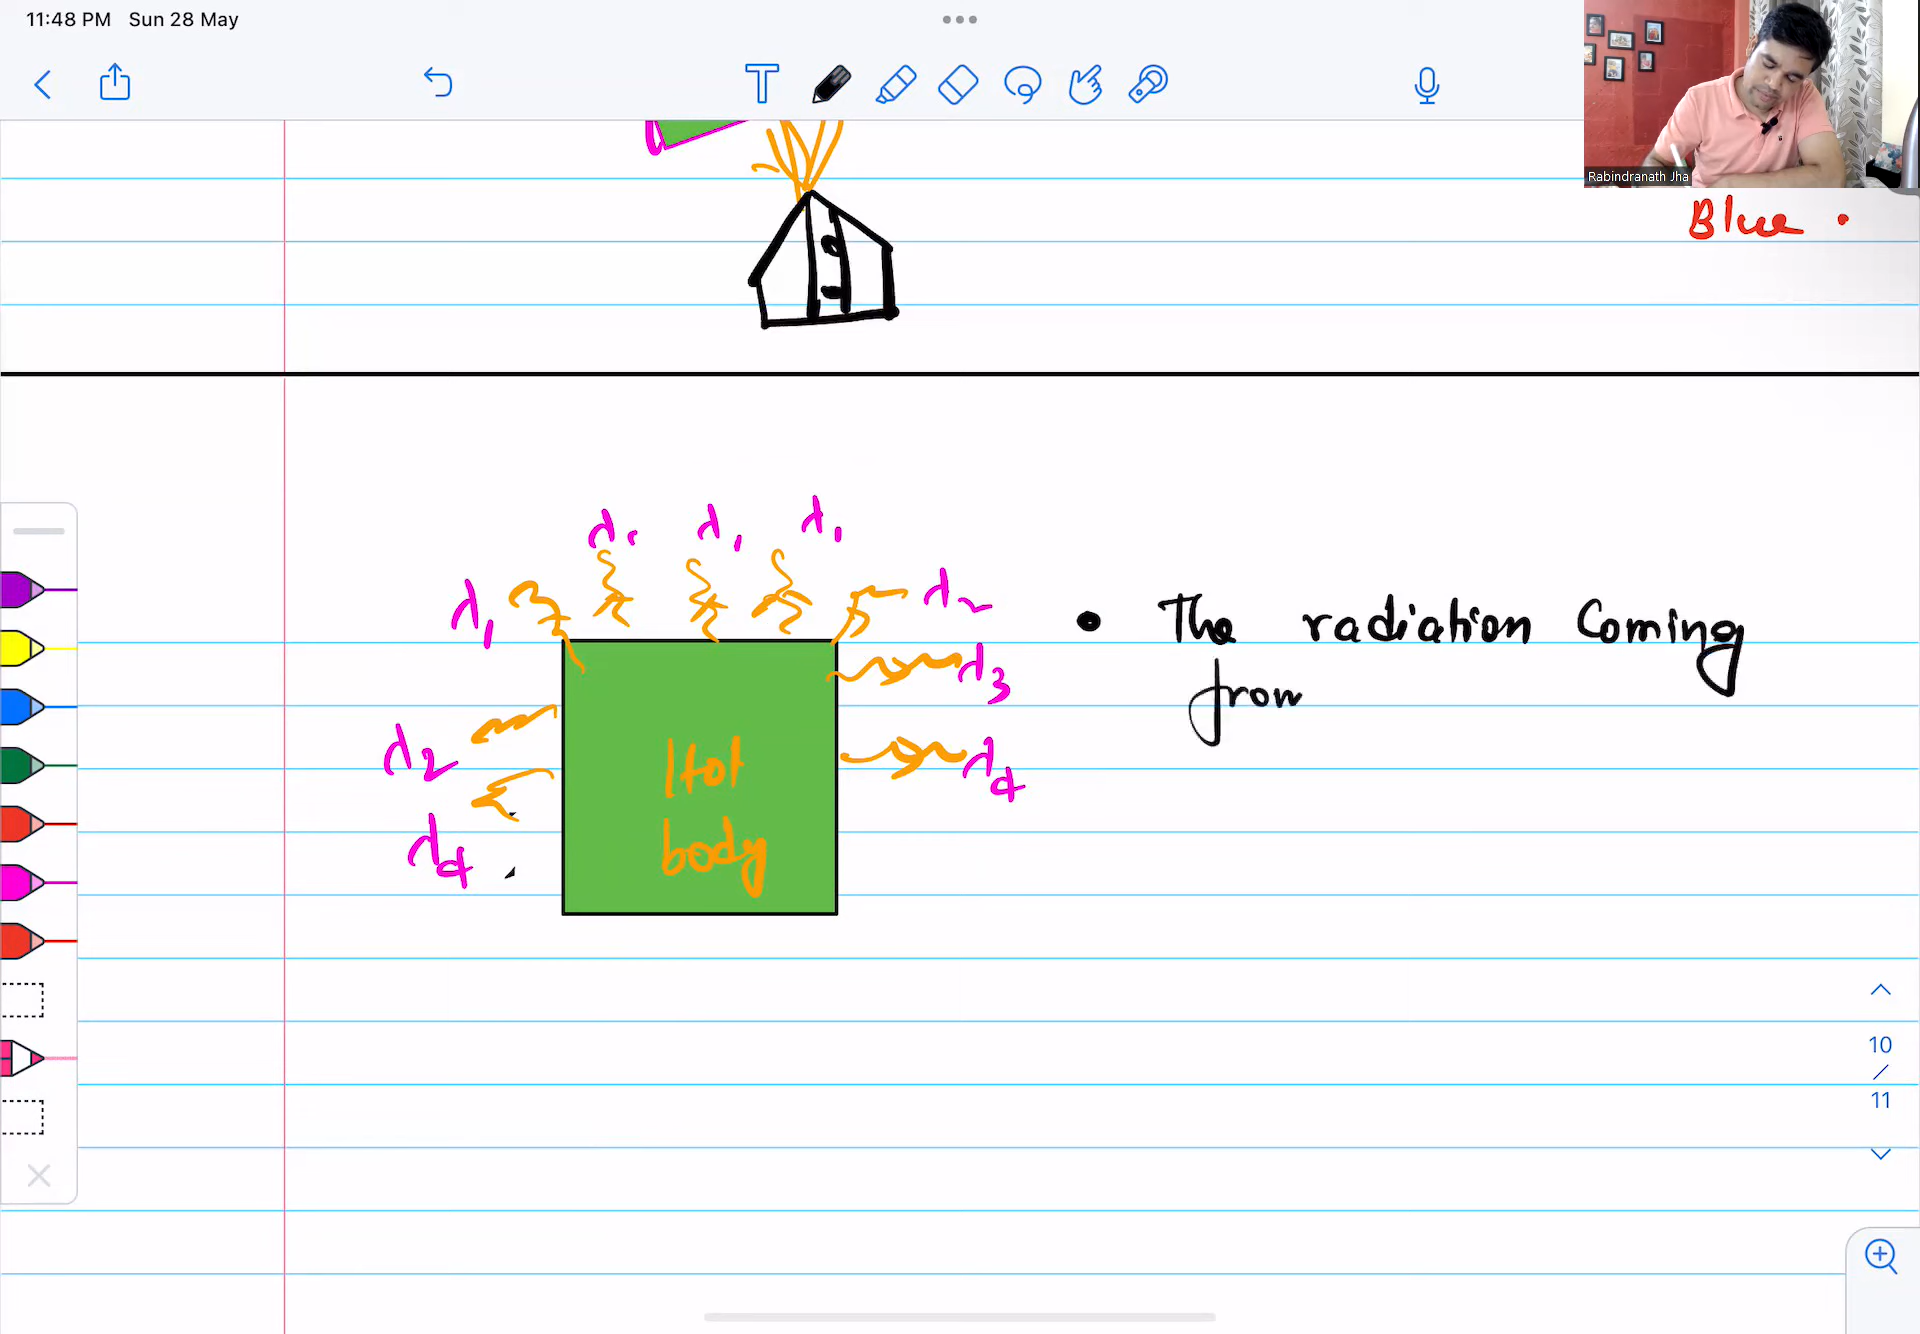 11:48 PM Sun 28 May
Rabindranath Jha
Blue
λ1 λ1 λ1
λ1 λ2
The radiation Coming
λ3
from
λ2 λ4
Hot
body
λ4
10
/
11